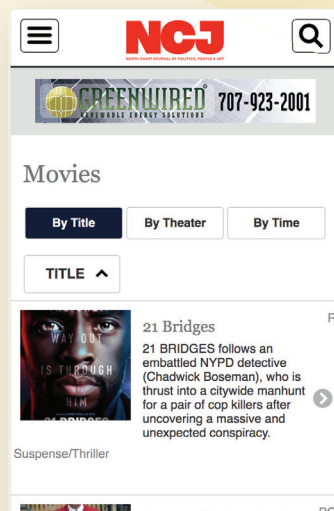 NCJ
NORTH COAST JOURNAL OF POLITICS, PEOPLE & ART
GREENWIRED 707-923-2001
RENEWABLE ENERGY SOLUTIONS
Movies
By Title
By Theater
By Time
TITLE
WAY OUT
IS THROUGH
HIM
21 BRIDGES
21 Bridges
R
21 BRIDGES follows an
embattled NYPD detective
(Chadwick Boseman), who is
thrust into a citywide manhunt
for a pair of cop killers after
uncovering a massive and
unexpected conspiracy.
Suspense/Thriller